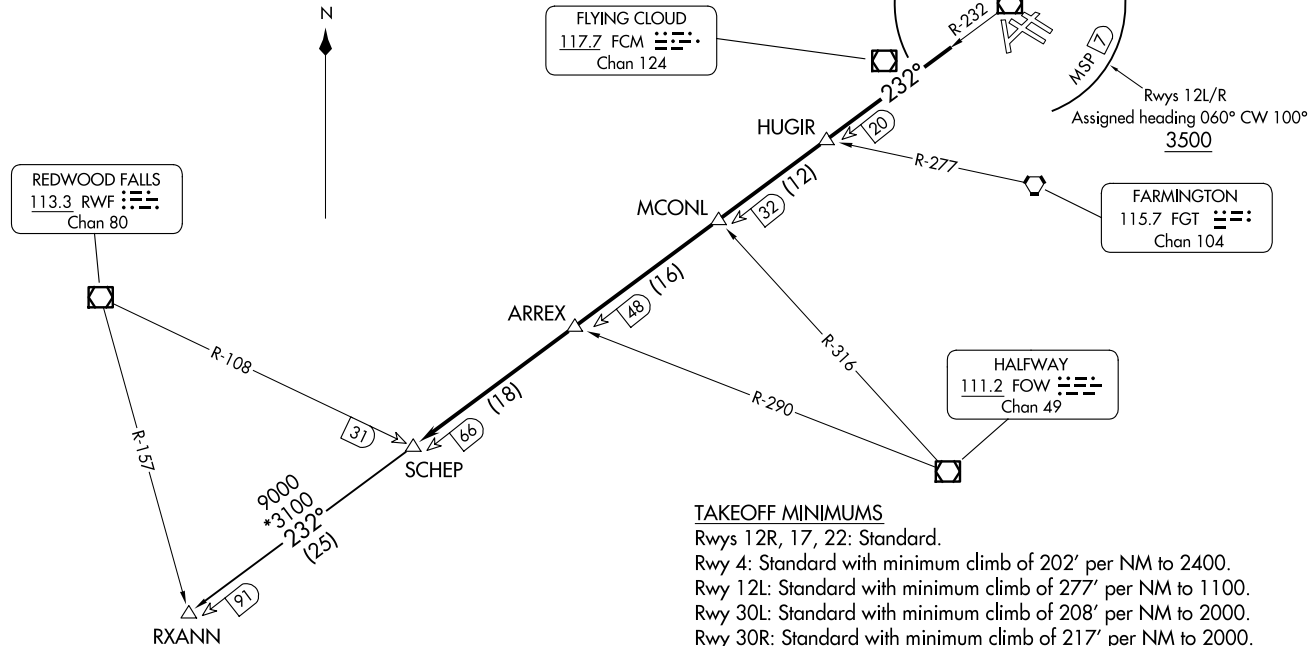 N
FLYING CLOUD
117.7 FCM
Chan 124
R-232
232°
MSP 7
Rwys 12L/R
Assigned heading 060° CW 100°
3500
HUGIR
20
R-277
FARMINGTON
115.7 FGT
Chan 104
(12)
MCONL
32
REDWOOD FALLS
113.3 RWF
Chan 80
(16)
ARREX
48
R-316
R-108
R-290
HALFWAY
111.2 FOW
Chan 49
(18)
31
66
SCHEP
R-157
9000
*3100
232°
(25)
91
RXANN
TAKEOFF MINIMUMS
Rwys 12R, 17, 22: Standard.
Rwy 4: Standard with minimum climb of 202' per NM to 2400.
Rwy 12L: Standard with minimum climb of 277' per NM to 1100.
Rwy 30L: Standard with minimum climb of 208' per NM to 2000.
Rwy 30R: Standard with minimum climb of 217' per NM to 2000.